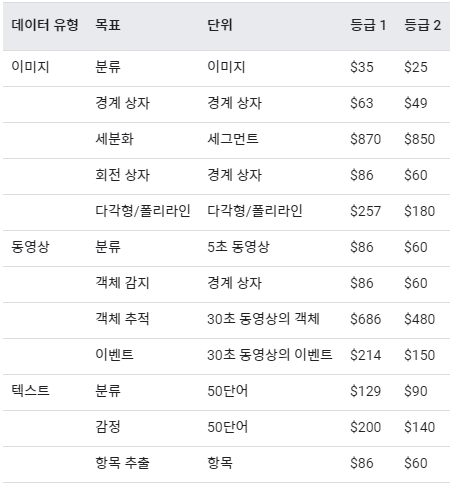 데이터 유형 목표 단위 등급 1 등급 2
이미지 분류 이미지 $35 $25
경계 상자 경계 상자 $63 $49
세분화 세그먼트 $870 $850
회전 상자 경계 상자 $86 $60
다각형/폴리라인 다각형/폴리라인 $257 $180
동영상 분류 5초 동영상 $86 $60
객체 감지 경계 상자 $86 $60
객체 추적 30초 동영상의 객체 $686 $480
이벤트 30초 동영상의 이벤트 $214 $150
텍스트 분류 50단어 $129 $90
감정 50단어 $200 $140
항목 추출 항목 $86 $60